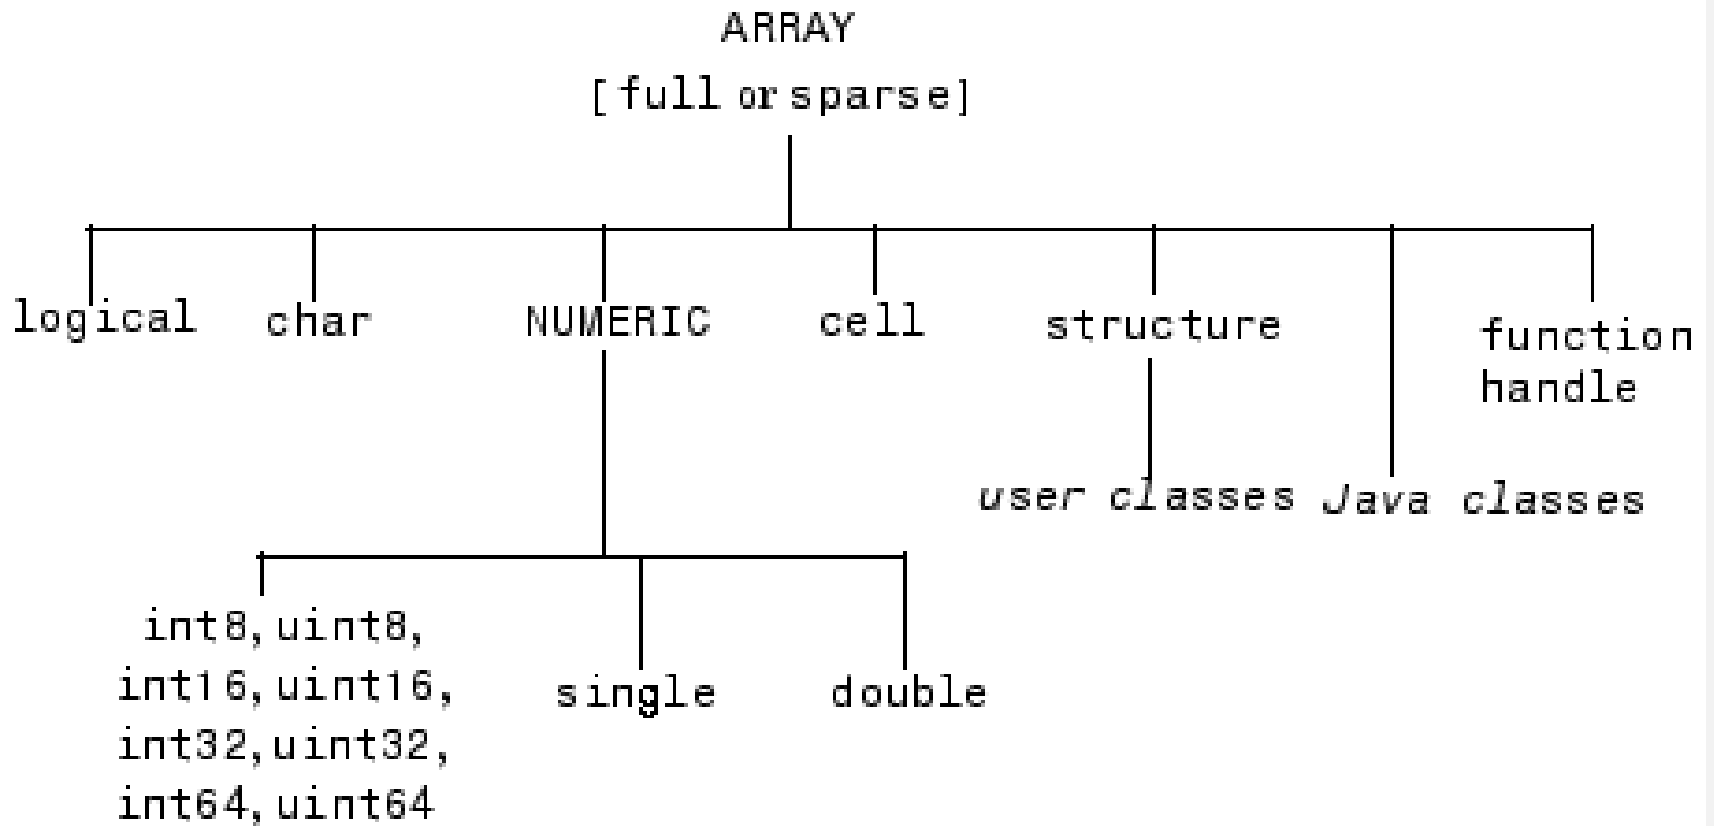 ARRAY
[full or sparse]
logical char NUMERIC cell structure function
handle
user classes Java classes
int8, uint8,
int16, uint16,
single double
int32, uint32,
int64, uint64